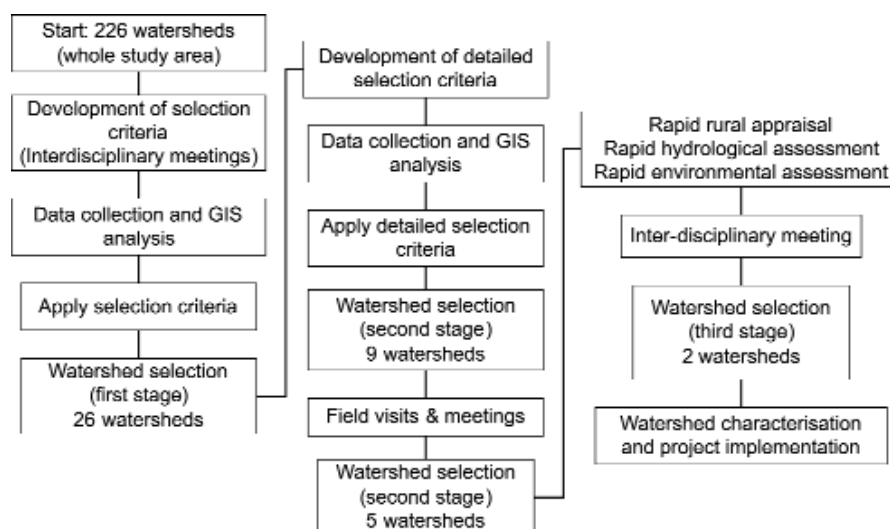 Start: 226 watersheds
(whole study area)
Development of selection
criteria
(Interdisciplinary meetings)
Data collection and GIS
analysis
Apply selection criteria
Watershed selection
(first stage)
26 watersheds
Development of detailed
selection criteria
Data collection and GIS
analysis
Apply detailed selection
criteria
Watershed selection
(second stage)
9 watersheds
Field visits & meetings
Watershed selection
(second stage)
5 watersheds
Rapid rural appraisal
Rapid hydrological assessment
Rapid environmental assessment
Inter-disciplinary meeting
Watershed selection
(third stage)
2 watersheds
Watershed characterisation
and project implementation